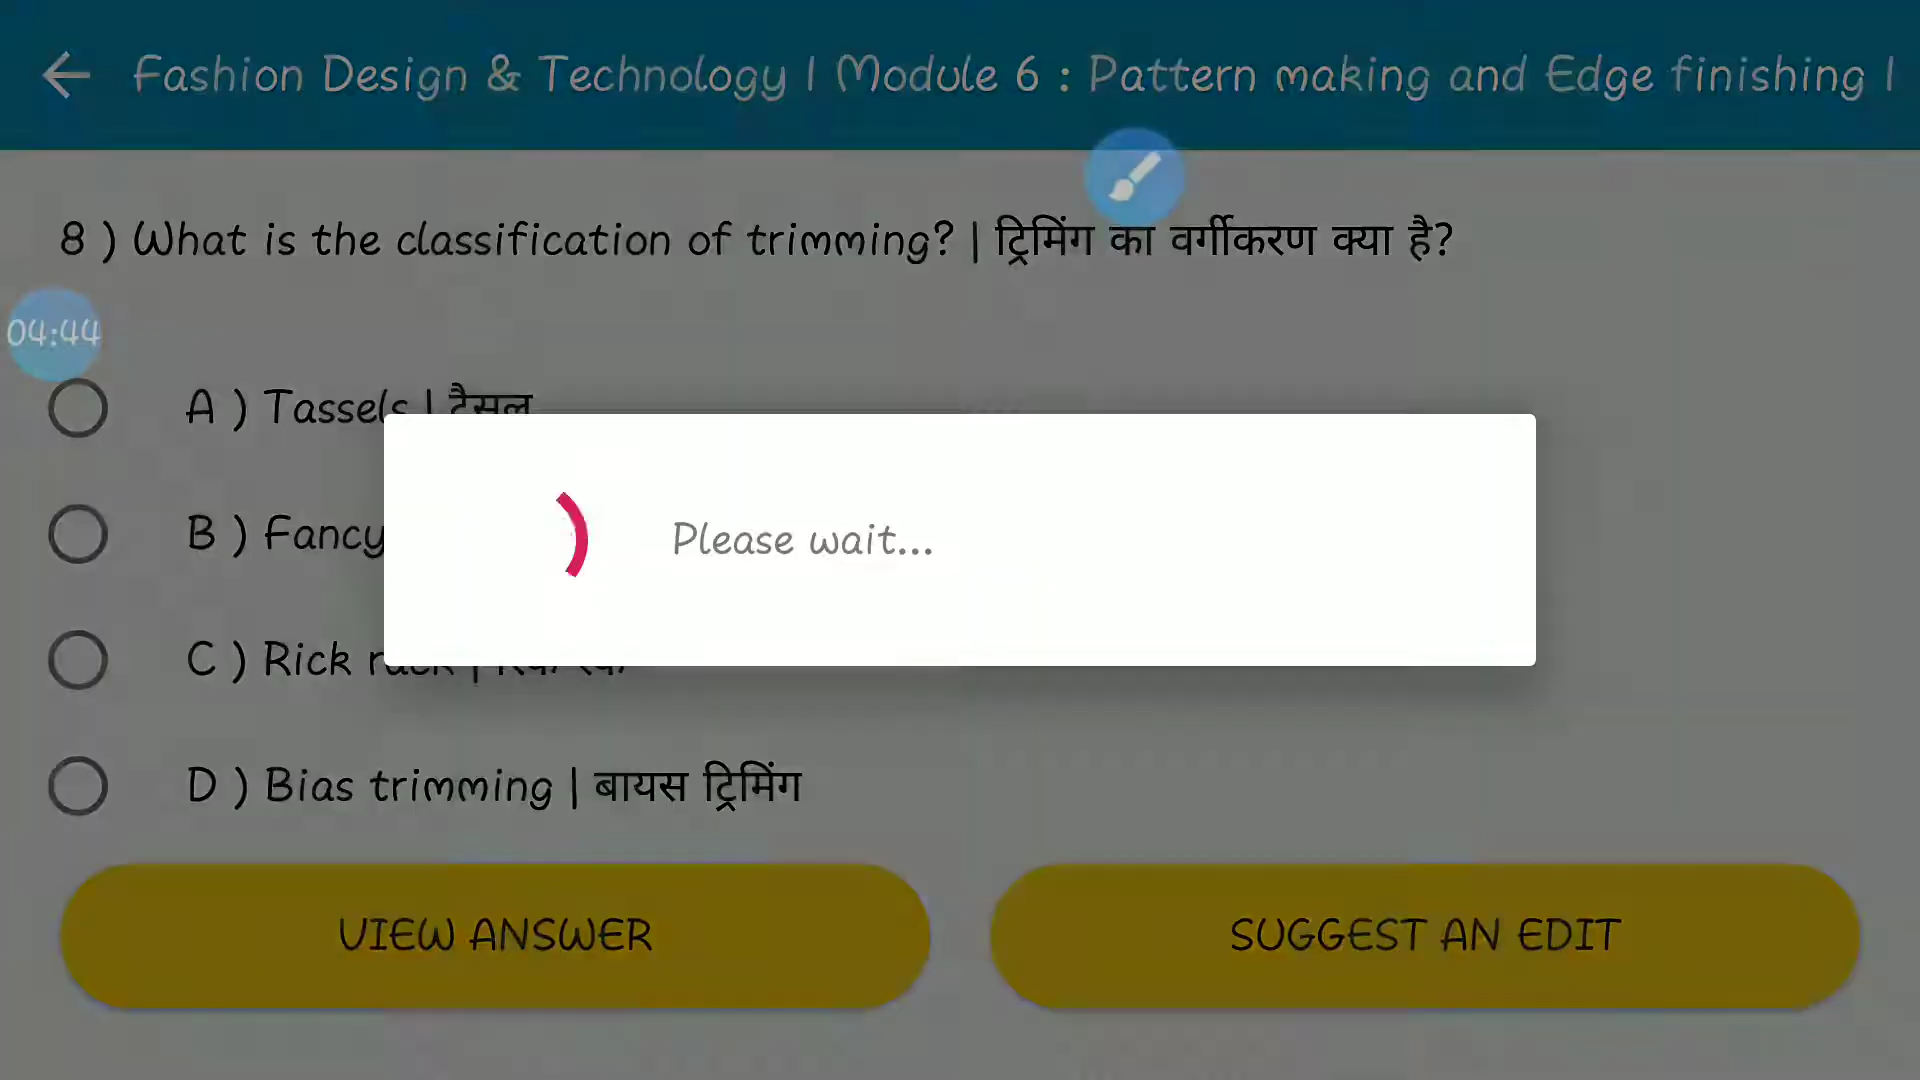 Fashion Design & Technology | Module 6 : Pattern making and Edge finishing |
8 ) What is the classification of trimming? | ट्रिमिंग का वर्गीकरण क्या है?
04:44
A ) Tassels | टैसल
B ) Fancy
Please wait...
C ) Rick rack |
D ) Bias trimming | बायस ट्रिमिंग
VIEW ANSWER
SUGGEST AN EDIT